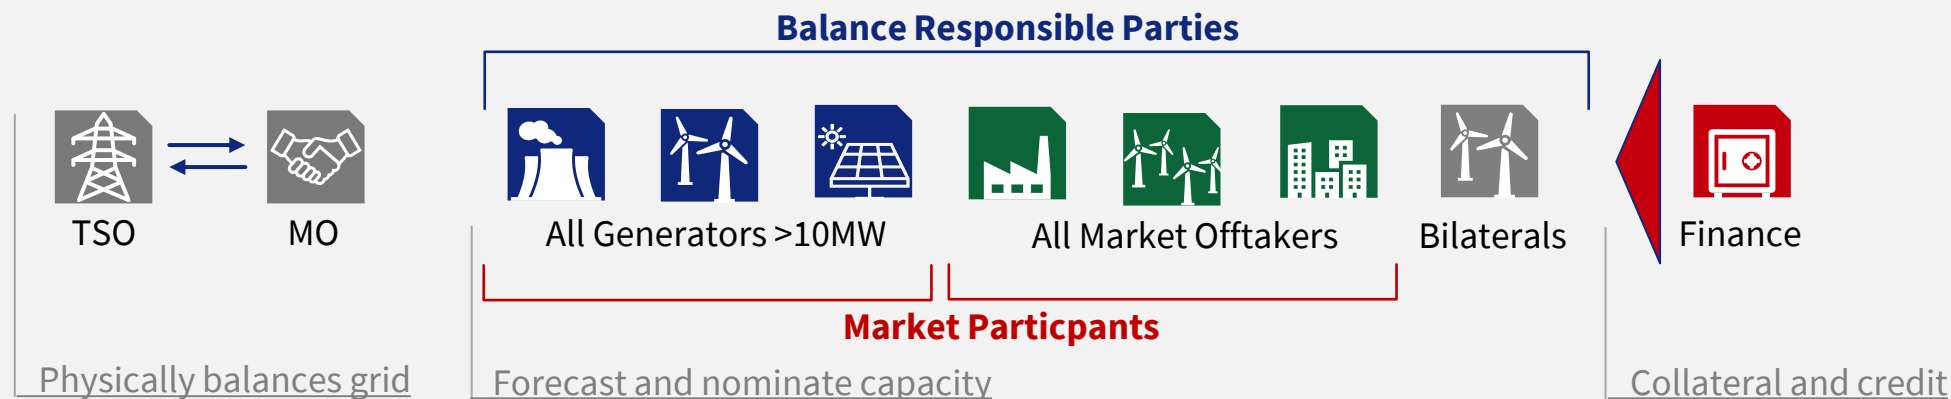 Balance Responsible Parties
TSO
MO
All Generators >10MW
All Market Offtakers
Bilaterals
Finance
Market Particpants
Physically balances grid
Forecast and nominate capacity
Collateral and credit